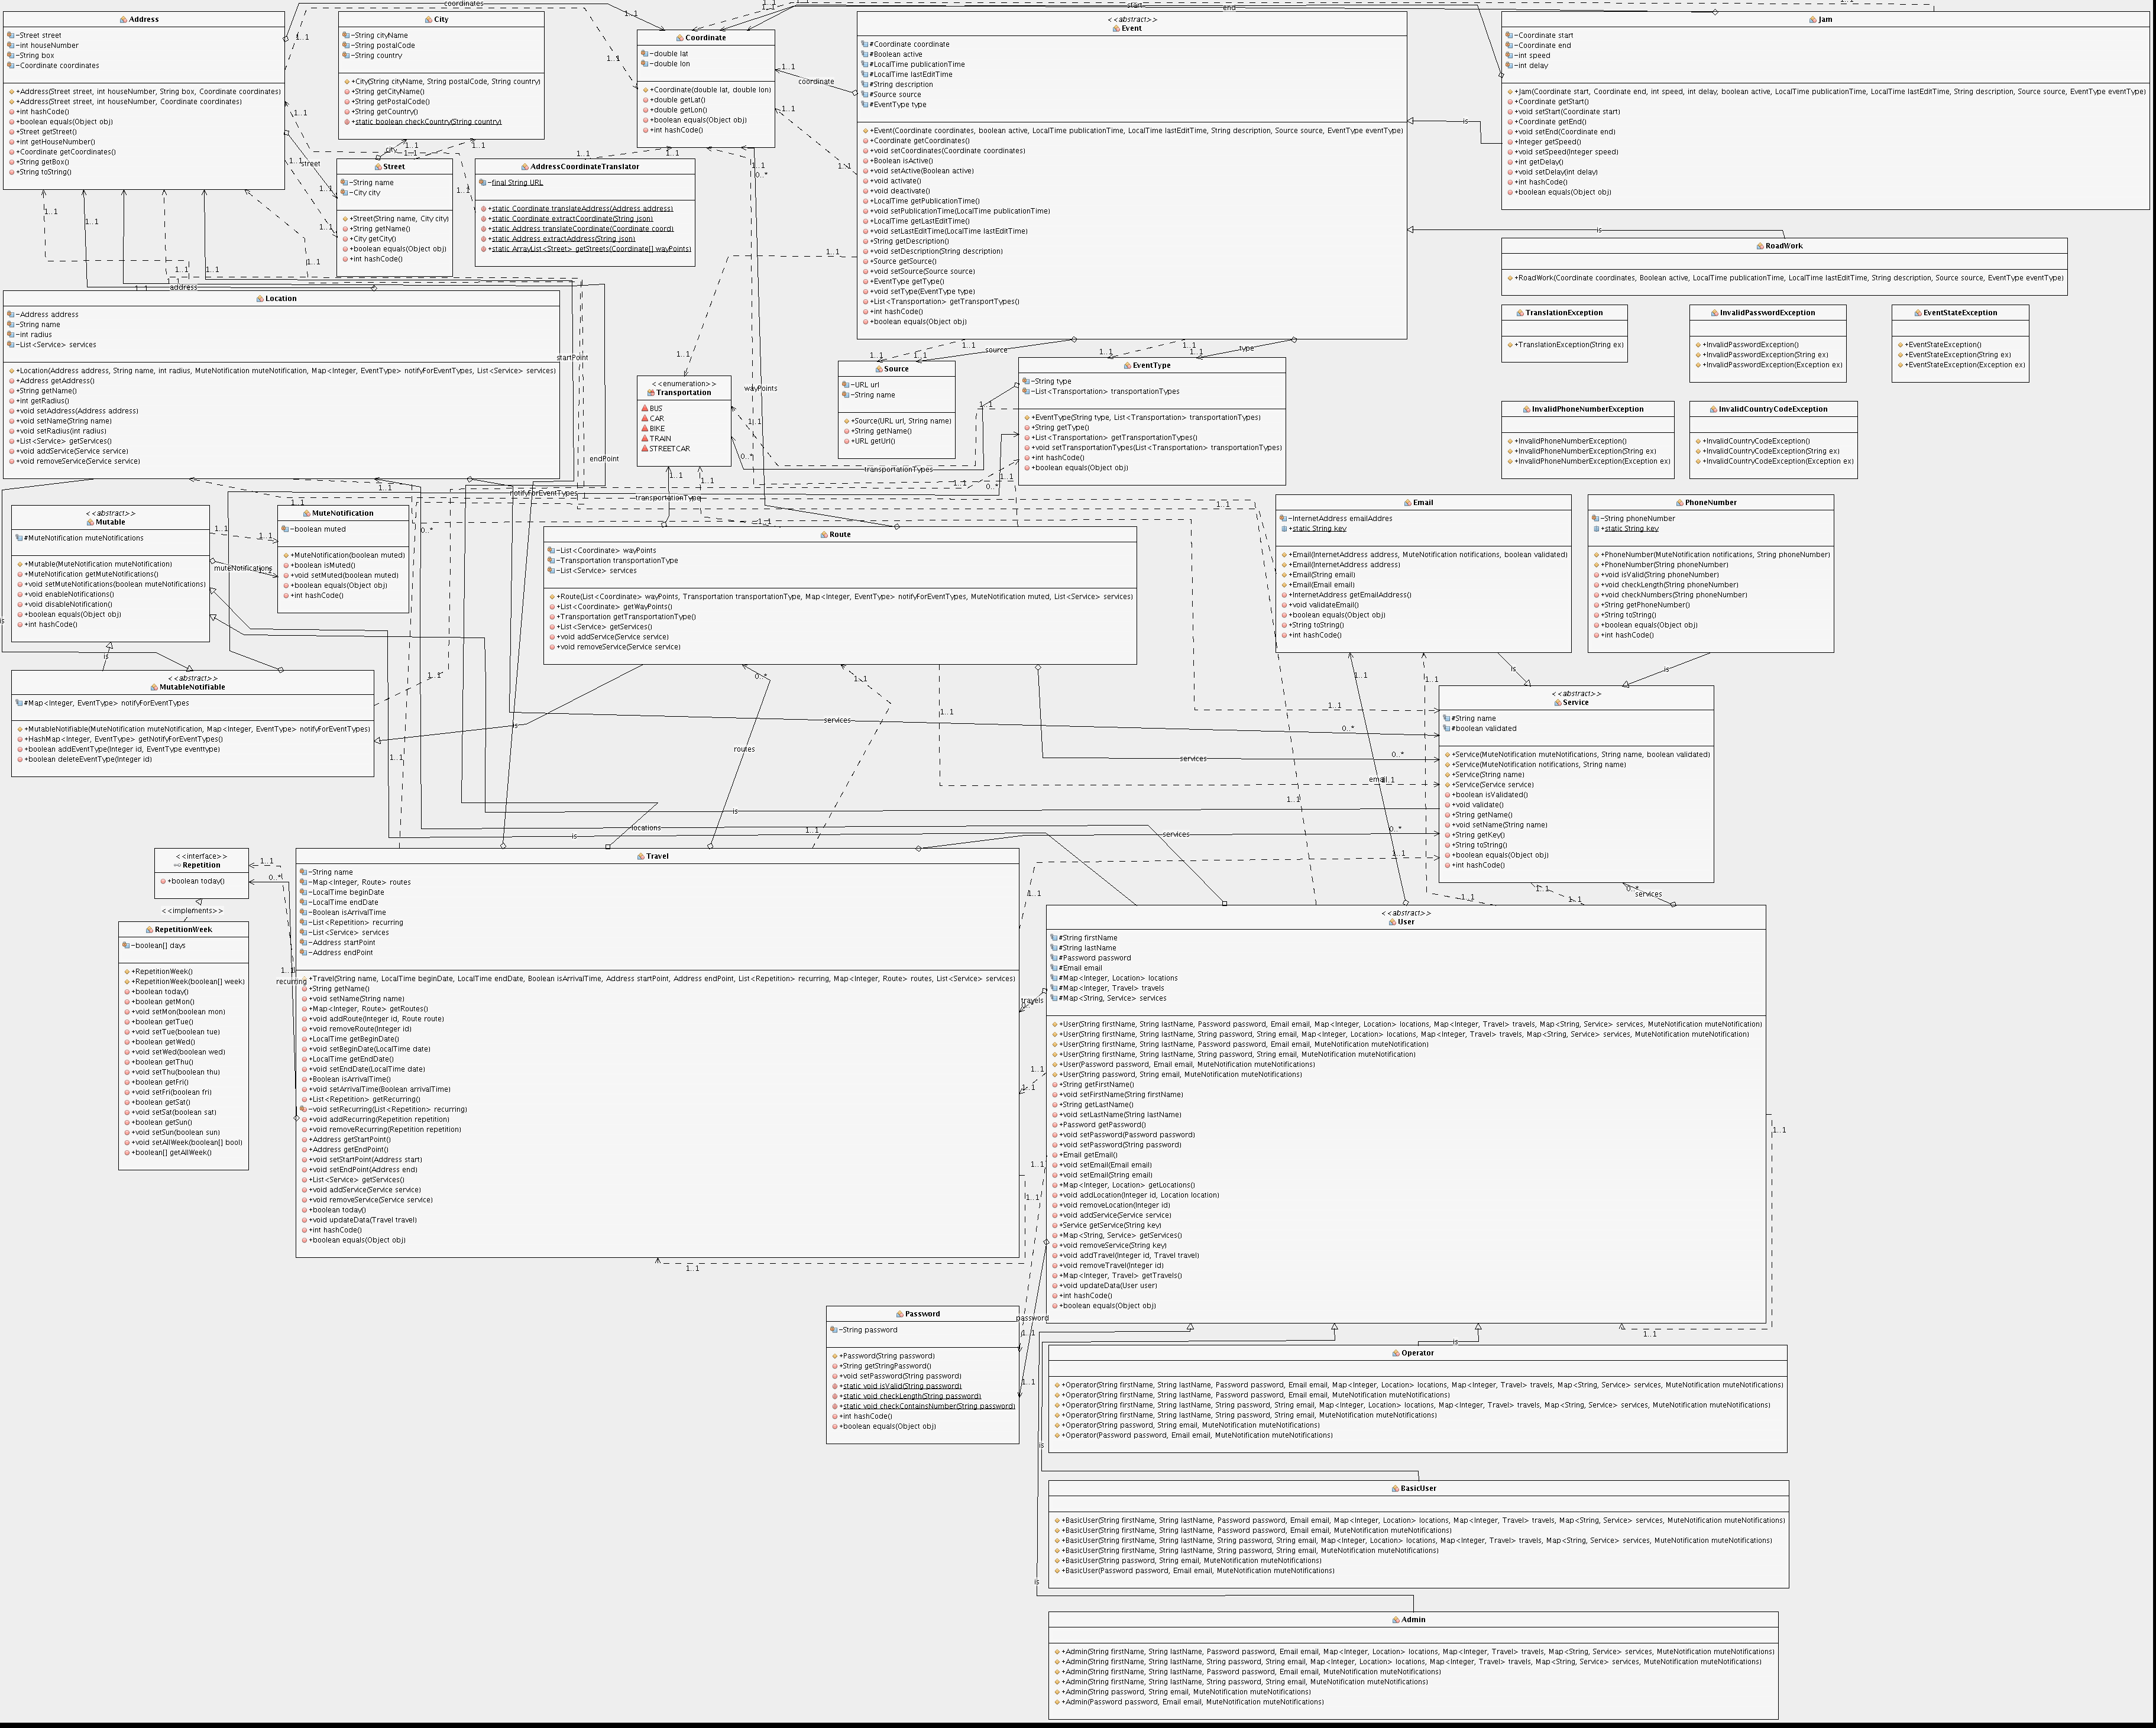 coordinates
1..1
1..1
start
end
1..1
Address
-Street street
-int houseNumber
-String box
-Coordinate coordinates
+Address(Street street, int houseNumber, String box, Coordinate coordinates)
+Address(Street street, int houseNumber, Coordinate coordinates)
+int hashCode()
+boolean equals(Object obj)
+Street getStreet()
+int getHouseNumber()
+Coordinate getCoordinates()
+String getBox()
+String toString()
City
-String cityName
-String postalCode
-String country
+City(String cityName, String postalCode, String country)
+String getCityName()
+String getPostalCode()
+String getCountry()
+static boolean checkCountry(String country)
Coordinate
-double lat
-double lon
+Coordinate(double lat, double lon)
+double getLat()
+double getLon()
+boolean equals(Object obj)
+int hashCode()
<<abstract>>
Event
#Coordinate coordinate
#Boolean active
#LocalTime publicationTime
#LocalTime lastEditTime
#String description
#Source source
#EventType type
+Event(Coordinate coordinates, boolean active, LocalTime publicationTime, LocalTime lastEditTime, String description, Source source, EventType eventType)
+Coordinate getCoordinates()
+void setCoordinates(Coordinate coordinates)
+Boolean isActive()
+void setActive(Boolean active)
+void activate()
+void deactivate()
+LocalTime getPublicationTime()
+void setPublicationTime(LocalTime publicationTime)
+LocalTime getLastEditTime()
+void setLastEditTime(LocalTime lastEditTime)
+String getDescription()
+void setDescription(String description)
+Source getSource()
+void setSource(Source source)
+EventType getType()
+void setType(EventType type)
+List<Transportation> getTransportTypes()
+int hashCode()
+boolean equals(Object obj)
Jam
-Coordinate start
-Coordinate end
-int speed
-int delay
+Jam(Coordinate start, Coordinate end, int speed, int delay, boolean active, LocalTime publicationTime, LocalTime lastEditTime, String description, Source source, EventType eventType)
+Coordinate getStart()
+void setStart(Coordinate start)
+Coordinate getEnd()
+void setEnd(Coordinate end)
+Integer getSpeed()
+void setSpeed(Integer speed)
+int getDelay()
+void setDelay(int delay)
+int hashCode()
+boolean equals(Object obj)
1..1
coordinate
1..1
1..1
is
is
city
1..1
1..1
street
1..1
1..1
Street
-String name
-City city
+Street(String name, City city)
+String getName()
+City getCity()
+boolean equals(Object obj)
+int hashCode()
AddressCoordinateTranslator
-final String URL
+static Coordinate translateAddress(Address address)
+static Coordinate extractCoordinate(String json)
+static Address translateCoordinate(Coordinate coord)
+static Address extractAddress(String json)
+static ArrayList<Street> getStreets(Coordinate[] wayPoints)
1..1
0..*
RoadWork
+RoadWork(Coordinate coordinates, Boolean active, LocalTime publicationTime, LocalTime lastEditTime, String description, Source source, EventType eventType)
TranslationException
+TranslationException(String ex)
InvalidPasswordException
+InvalidPasswordException()
+InvalidPasswordException(String ex)
+InvalidPasswordException(Exception ex)
EventStateException
+EventStateException()
+EventStateException(String ex)
+EventStateException(Exception ex)
InvalidPhoneNumberException
+InvalidPhoneNumberException()
+InvalidPhoneNumberException(String ex)
+InvalidPhoneNumberException(Exception ex)
InvalidCountryCodeException
+InvalidCountryCodeException()
+InvalidCountryCodeException(String ex)
+InvalidCountryCodeException(Exception ex)
address
Location
-Address address
-String name
-int radius
-List<Service> services
+Location(Address address, String name, int radius, MuteNotification muteNotification, Map<Integer, EventType> notifyForEventTypes, List<Service> services)
+Address getAddress()
+String getName()
+int getRadius()
+void setAddress(Address address)
+void setName(String name)
+void setRadius(int radius)
+List<Service> getServices()
+void addService(Service service)
+void removeService(Service service)
startPoint
endPoint
wayPoints
source
type
<<enumeration>>
Transportation
BUS
CAR
BIKE
TRAIN
STREETCAR
Source
-URL url
-String name
+Source(URL url, String name)
+String getName()
+URL getUrl()
EventType
-String type
-List<Transportation> transportationTypes
+EventType(String type, List<Transportation> transportationTypes)
+String getType()
+List<Transportation> getTransportationTypes()
+void setTransportationTypes(List<Transportation> transportationTypes)
+int hashCode()
+boolean equals(Object obj)
transportationTypes
notifyForEventTypes
transportationType
<<abstract>>
Mutable
#MuteNotification muteNotifications
+Mutable(MuteNotification muteNotification)
+MuteNotification getMuteNotifications()
+void setMuteNotifications(boolean muteNotifications)
+void enableNotifications()
+void disableNotification()
+boolean equals(Object obj)
+int hashCode()
muteNotifications
MuteNotification
-boolean muted
+MuteNotification(boolean muted)
+boolean isMuted()
+void setMuted(boolean muted)
+boolean equals(Object obj)
+int hashCode()
Route
-List<Coordinate> wayPoints
-Transportation transportationType
-List<Service> services
+Route(List<Coordinate> wayPoints, Transportation transportationType, Map<Integer, EventType> notifyForEventTypes, MuteNotification muted, List<Service> services)
+List<Coordinate> getWayPoints()
+Transportation getTransportationType()
+List<Service> getServices()
+void addService(Service service)
+void removeService(Service service)
Email
-InternetAddress emailAddres
+static String key
+Email(InternetAddress address, MuteNotification notifications, boolean validated)
+Email(InternetAddress address)
+Email(String email)
+Email(Email email)
+InternetAddress getEmailAddress()
+void validateEmail()
+boolean equals(Object obj)
+String toString()
+int hashCode()
PhoneNumber
-String phoneNumber
+static String key
+PhoneNumber(MuteNotification notifications, String phoneNumber)
+PhoneNumber(String phoneNumber)
+void isValid(String phoneNumber)
+void checkLength(String phoneNumber)
+void checkNumbers(String phoneNumber)
+String getPhoneNumber()
+String toString()
+boolean equals(Object obj)
+int hashCode()
is
is
is
<<abstract>>
MutableNotifiable
#Map<Integer, EventType> notifyForEventTypes
+MutableNotifiable(MuteNotification muteNotification, Map<Integer, EventType> notifyForEventTypes)
+HashMap<Integer, EventType> getNotifyForEventTypes()
+boolean addEventType(Integer id, EventType eventtype)
+boolean deleteEventType(Integer id)
is
services
0..*
routes
0..*
1..1
services
0..*
email
1..1
<<abstract>>
Service
#String name
#boolean validated
+Service(MuteNotification muteNotifications, String name, boolean validated)
+Service(MuteNotification notifications, String name)
+Service(String name)
+Service(Service service)
+boolean isValidated()
+void validate()
+String getName()
+void setName(String name)
+String getKey()
+String toString()
+boolean equals(Object obj)
+int hashCode()
is
locations
is
services
0..*
1..1
<<interface>>
Repetition
+boolean today()
1..1
0..*
<<implements>>
RepetitionWeek
-boolean[] days
+RepetitionWeek()
+RepetitionWeek(boolean[] week)
+boolean today()
+boolean getMon()
+void setMon(boolean mon)
+boolean getTue()
+void setTue(boolean tue)
+boolean getWed()
+void setWed(boolean wed)
+boolean getThu()
+void setThu(boolean thu)
+boolean getFri()
+void setFri(boolean fri)
+boolean getSat()
+void setSat(boolean sat)
+boolean getSun()
+void setSun(boolean sun)
+void setAllWeek(boolean[] bool)
+boolean[] getAllWeek()
recurring
Travel
-String name
-Map<Integer, Route> routes
-LocalTime beginDate
-LocalTime endDate
-Boolean isArrivalTime
-List<Repetition> recurring
-List<Service> services
-Address startPoint
-Address endPoint
+Travel(String name, LocalTime beginDate, LocalTime endDate, Boolean isArrivalTime, Address startPoint, Address endPoint, List<Repetition> recurring, Map<Integer, Route> routes, List<Service> services)
+String getName()
+void setName(String name)
+Map<Integer, Route> getRoutes()
+void addRoute(Integer id, Route route)
+void removeRoute(Integer id)
+LocalTime getBeginDate()
+void setBeginDate(LocalTime date)
+LocalTime getEndDate()
+void setEndDate(LocalTime date)
+Boolean isArrivalTime()
+void setArrivalTime(Boolean arrivalTime)
+List<Repetition> getRecurring()
-void setRecurring(List<Repetition> recurring)
+void addRecurring(Repetition repetition)
+void removeRecurring(Repetition repetition)
+Address getStartPoint()
+Address getEndPoint()
+void setStartPoint(Address start)
+void setEndPoint(Address end)
+List<Service> getServices()
+void addService(Service service)
+void removeService(Service service)
+boolean today()
+void updateData(Travel travel)
+int hashCode()
+boolean equals(Object obj)
1..1
travels
services
0..*
<<abstract>>
User
#String firstName
#String lastName
#Password password
#Email email
#Map<Integer, Location> locations
#Map<Integer, Travel> travels
#Map<String, Service> services
+User(String firstName, String lastName, Password password, Email email, Map<Integer, Location> locations, Map<Integer, Travel> travels, Map<String, Service> services, MuteNotification muteNotification)
+User(String firstName, String lastName, String password, String email, Map<Integer, Location> locations, Map<Integer, Travel> travels, Map<String, Service> services, MuteNotification muteNotifications)
+User(String firstName, String lastName, Password password, Email email, MuteNotification muteNotifications)
+User(String firstName, String lastName, String password, String email, MuteNotification muteNotifications)
+User(Password password, Email email, MuteNotification muteNotifications)
+User(String password, String email, MuteNotification muteNotifications)
+String getFirstName()
+void setFirstName(String firstName)
+String getLastName()
+void setLastName(String lastName)
+Password getPassword()
+void setPassword(Password password)
+void setPassword(String password)
+Email getEmail()
+void setEmail(Email email)
+void setEmail(String email)
+Map<Integer, Location> getLocations()
+void addLocation(Integer id, Location location)
+void removeLocation(Integer id)
+void addService(Service service)
+Service getService(String key)
+Map<String, Service> getServices()
+void removeService(String key)
+void addTravel(Integer id, Travel travel)
+void removeTravel(Integer id)
+Map<Integer, Travel> getTravels()
+void updateData(User user)
+int hashCode()
+boolean equals(Object obj)
1..1
1..1
password
1..1
1..1
Password
-String password
+Password(String password)
+String getStringPassword()
+void setPassword(String password)
+static void isValid(String password)
+static void checkLength(String password)
+static void checkContainsNumber(String password)
+int hashCode()
+boolean equals(Object obj)
is
Operator
+Operator(String firstName, String lastName, Password password, Email email, Map<Integer, Location> locations, Map<Integer, Travel> travels, Map<String, Service> services, MuteNotification muteNotifications)
+Operator(String firstName, String lastName, Password password, Email email, MuteNotification muteNotifications)
+Operator(String firstName, String lastName, String password, String email, Map<Integer, Location> locations, Map<Integer, Travel> travels, Map<String, Service> services, MuteNotification muteNotifications)
+Operator(String firstName, String lastName, String password, String email, MuteNotification muteNotifications)
+Operator(String password, String email, MuteNotification muteNotifications)
+Operator(Password password, Email email, MuteNotification muteNotifications)
is
BasicUser
+BasicUser(String firstName, String lastName, Password password, Email email, Map<Integer, Location> locations, Map<Integer, Travel> travels, Map<String, Service> services, MuteNotification muteNotifications)
+BasicUser(String firstName, String lastName, Password password, Email email, MuteNotification muteNotifications)
+BasicUser(String firstName, String lastName, String password, String email, Map<Integer, Location> locations, Map<Integer, Travel> travels, Map<String, Service> services, MuteNotification muteNotifications)
+BasicUser(String firstName, String lastName, String password, String email, MuteNotification muteNotifications)
+BasicUser(String password, String email, MuteNotification muteNotifications)
+BasicUser(Password password, Email email, MuteNotification muteNotifications)
is
Admin
+Admin(String firstName, String lastName, Password password, Email email, Map<Integer, Location> locations, Map<Integer, Travel> travels, Map<String, Service> services, MuteNotification muteNotifications)
+Admin(String firstName, String lastName, String password, String email, Map<Integer, Location> locations, Map<Integer, Travel> travels, Map<String, Service> services, MuteNotification muteNotifications)
+Admin(String firstName, String lastName, Password password, Email email, MuteNotification muteNotifications)
+Admin(String firstName, String lastName, String password, String email, MuteNotification muteNotifications)
+Admin(String password, String email, MuteNotification muteNotifications)
+Admin(Password password, Email email, MuteNotification muteNotifications)